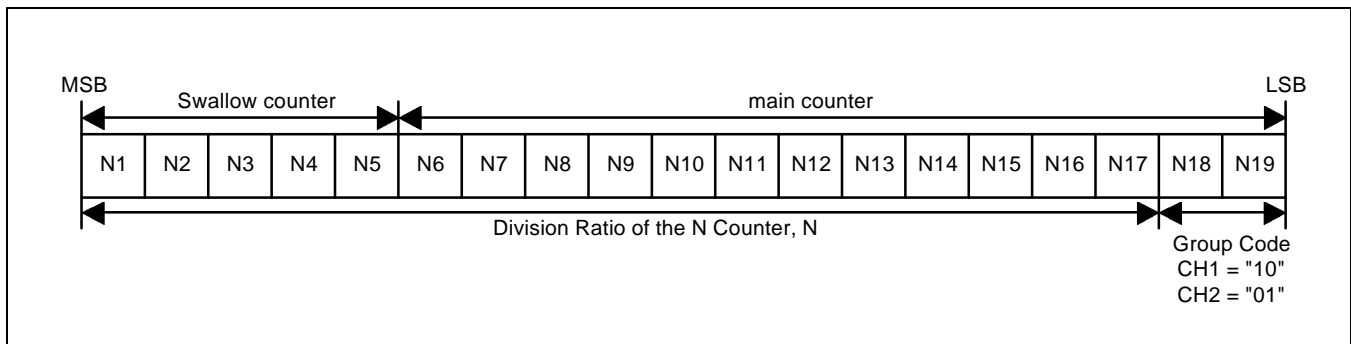 MSB LSB
Swallow counter main counter
N1 N2 N3 N4 N5 N6 N7 N8 N9 N10 N11 N12 N13 N14 N15 N16 N17 N18 N19
Division Ratio of the N Counter, N
Group Code
CH1 = "10"
CH2 = "01"